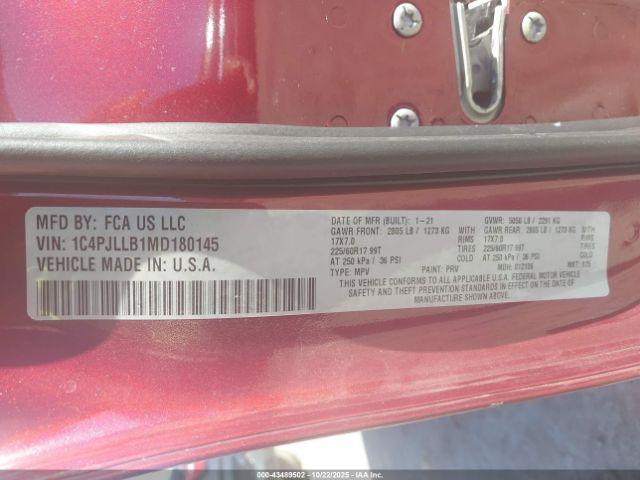 MFD BY: FCA US LLC
VIN: 1C4PJLLB1MD180145
VEHICLE MADE IN: U.S.A.
DATE OF MFR (BUILT): 1-21 GVWR: 5050 LB / 2291 KG
GAWR FRONT: 2805 LB / 1273 KG WITH GAWR REAR: 2805 LB / 1273 KG WITH
17X7.0 RIMS 17X7.0 RIMS
225/60R17 99T TIRES 225/60R17 99T TIRES
AT 250 kPa / 36 PSI COLD AT 250 kPa / 36 PSI COLD
TYPE: MPV PAINT: PRV MDH:
THIS VEHICLE CONFORMS TO ALL APPLICABLE U.S.A. FEDERAL MOTOR VEHICLE
SAFETY AND THEFT PREVENTION STANDARDS IN EFFECT ON THE DATE OF
MANUFACTURE SHOWN ABOVE.
000-43489502 - 10/22/2025 - IAAI.COM